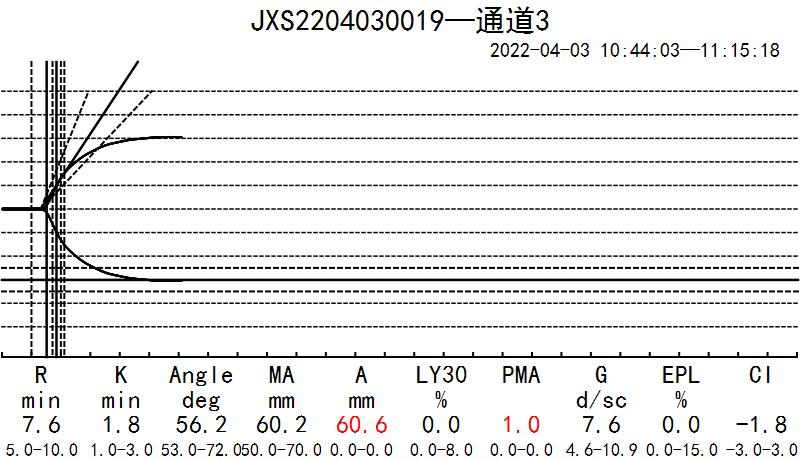 JXS2204030019—通道3
2022-04-03 10:44:03—11:15:18
R K Angle MA A LY30 PMA G EPL CI
min min deg mm mm % d/sc %
7.6 1.8 56.2 60.2 60.6 0.0 1.0 7.6 0.0 -1.8
5.0-10.0 1.0-3.0 53.0-72.0 50.0-70.0 0.0-0.0 0.0-8.0 0.0-0.0 4.6-10.9 0.0-15.0 -3.0-3.0